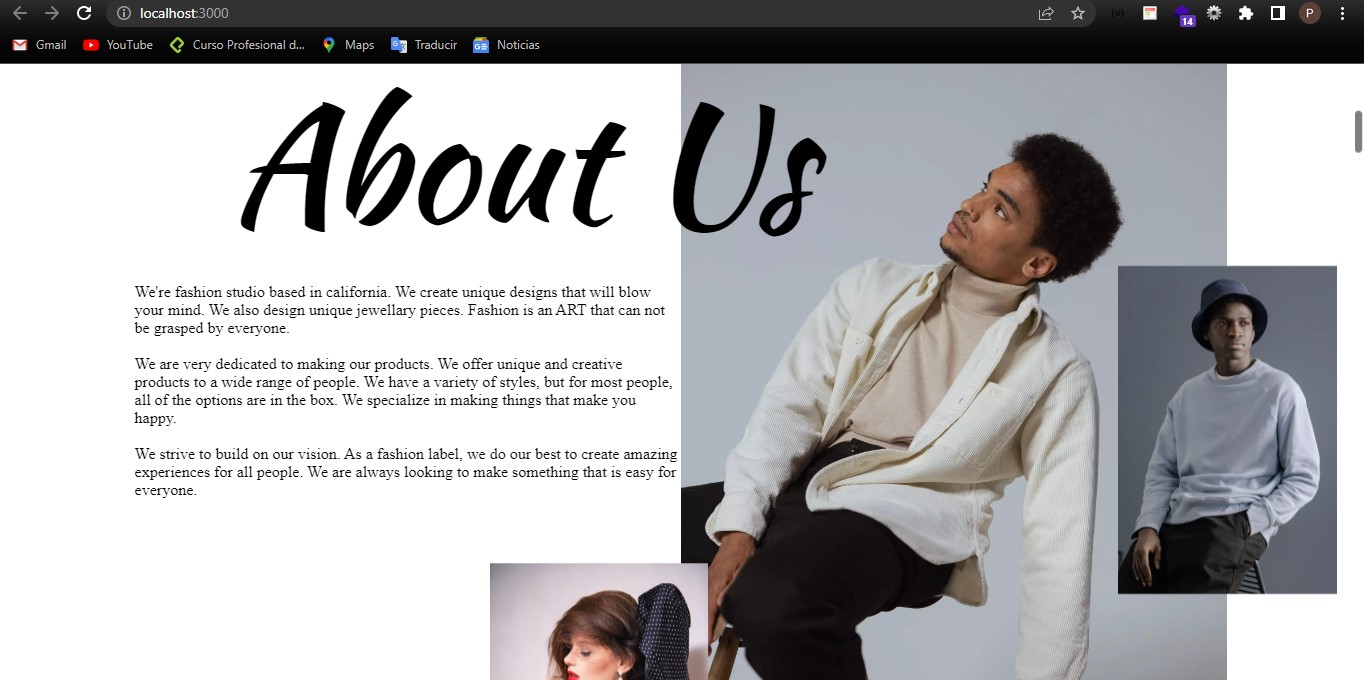 localhost:3000
14
P
Gmail
YouTube
Curso Profesional d...
Maps
Traducir
Noticias
About Us
We're fashion studio based in california. We create unique designs that will blow
your mind. We also design unique jewellary pieces. Fashion is an ART that can not
be grasped by everyone.
We are very dedicated to making our products. We offer unique and creative
products to a wide range of people. We have a variety of styles, but for most people,
all of the options are in the box. We specialize in making things that make you
happy.
We strive to build on our vision. As a fashion label, we do our best to create amazing
experiences for all people. We are always looking to make something that is easy for
everyone.